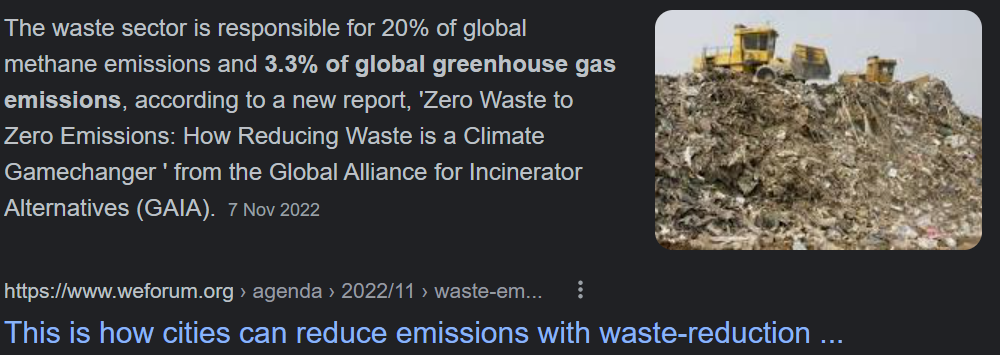 The waste sector is responsible for 20% of global
methane emissions and 3.3% of global greenhouse gas
emissions, according to a new report, 'Zero Waste to
Zero Emissions: How Reducing Waste is a Climate
Gamechanger ' from the Global Alliance for Incinerator
Alternatives (GAIA). 7 Nov 2022
https://www.weforum.org › agenda › 2022/11 › waste-em...
This is how cities can reduce emissions with waste-reduction ...